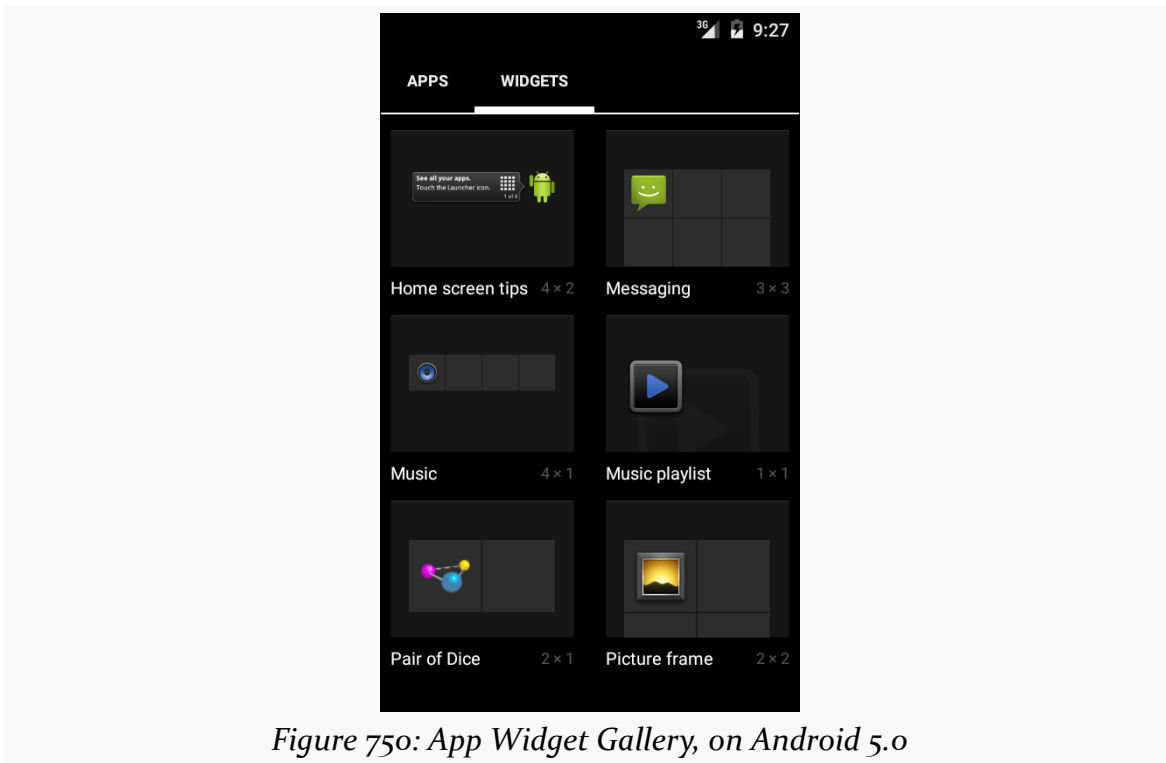 3G 9:27
APPS WIDGETS
See all your apps.
Touch the Launcher icon.
1 of 6
Home screen tips 4 × 2
Messaging 3 × 3
Music 4 × 1
Music playlist 1 × 1
Pair of Dice 2 × 1
Picture frame 2 × 2
Figure 750: App Widget Gallery, on Android 5.0